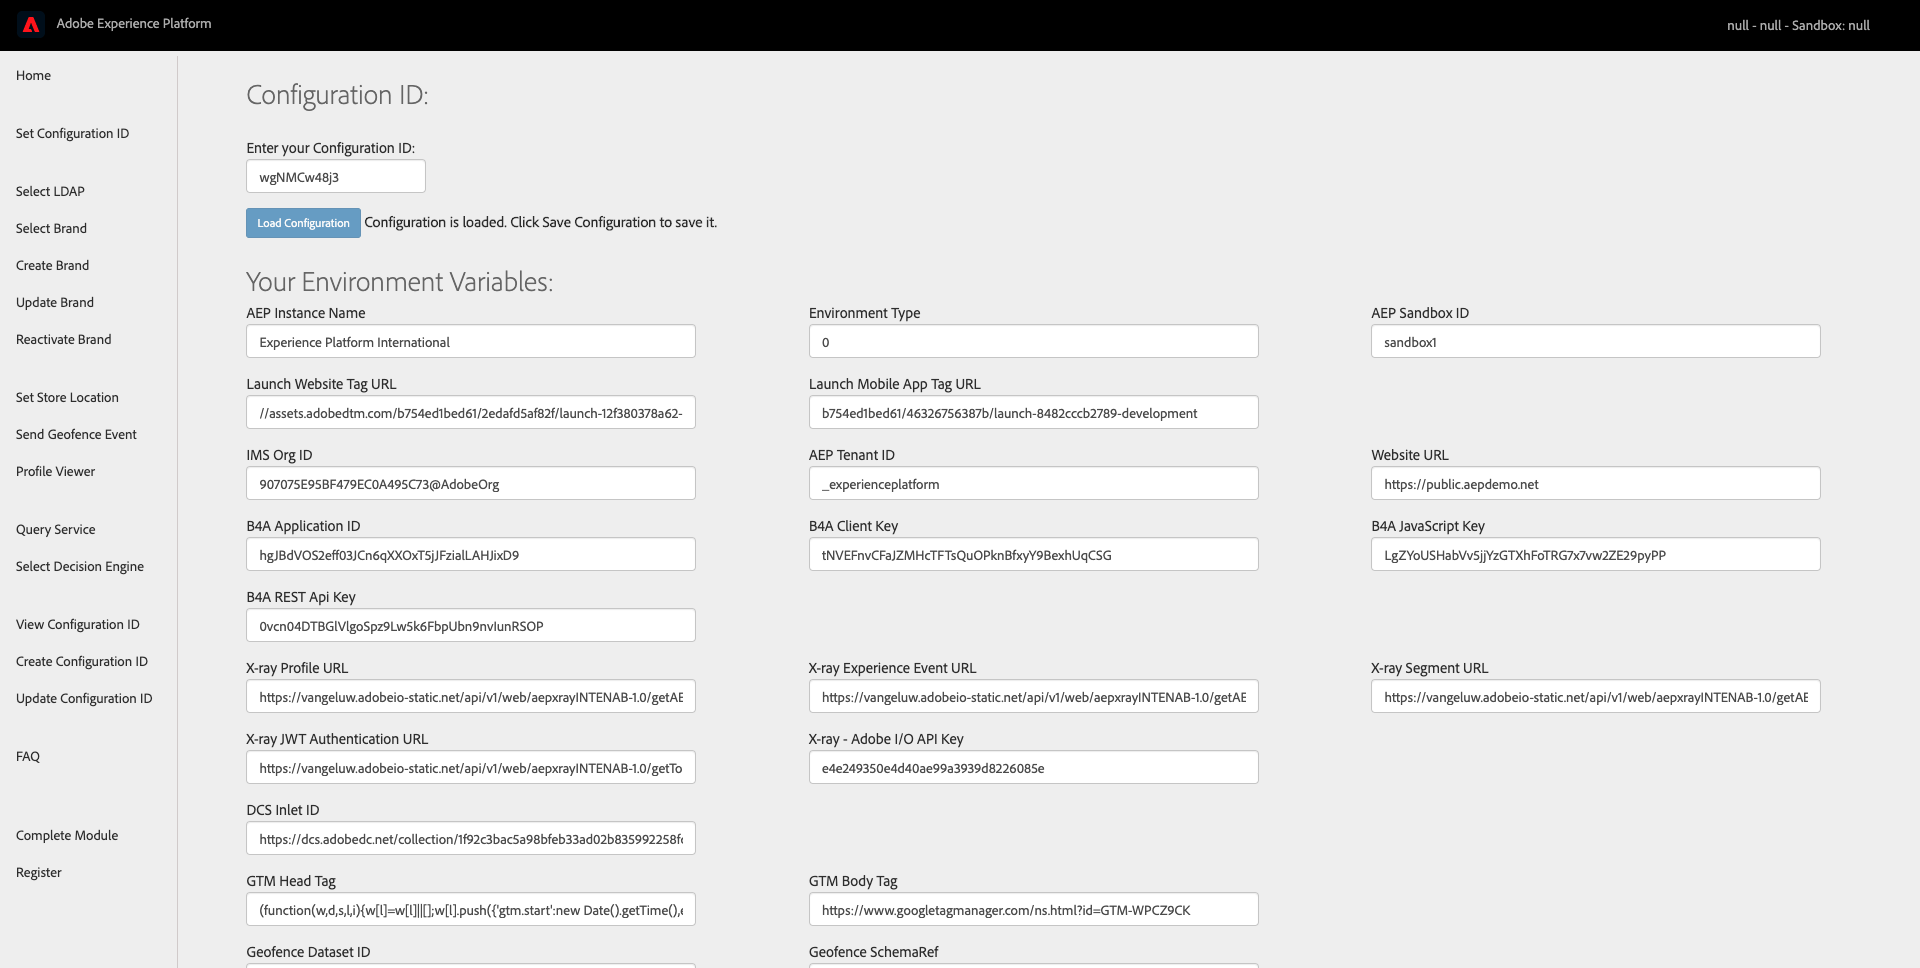 Adobe Experience Platform
null - null - Sandbox: null
Home
Set Configuration ID
Select LDAP
Select Brand
Create Brand
Update Brand
Reactivate Brand
Set Store Location
Send Geofence Event
Profile Viewer
Query Service
Select Decision Engine
View Configuration ID
Create Configuration ID
Update Configuration ID
FAQ
Complete Module
Register
Configuration ID:
Enter your Configuration ID:
wgNMCw48j3
Load Configuration Configuration is loaded. Click Save Configuration to save it.
Your Environment Variables:
AEP Instance Name Environment Type AEP Sandbox ID
Experience Platform International 0 sandbox1
Launch Website Tag URL Launch Mobile App Tag URL
//assets.adobedtm.com/b754ed1bed61/2edafd5af82f/launch-12f380378a62- b754ed1bed61/46326756387b/launch-8482cccb2789-development
IMS Org ID AEP Tenant ID Website URL
907075E95BF479EC0A495C73@AdobeOrg _experienceplatform https://public.aepdemo.net
B4A Application ID B4A Client Key B4A JavaScript Key
hgJBdVOS2eff03JCn6qXXOxT5jJFzialLAHJixD9 tNVEFnvCFaJZMHcTFTsQuOPknBfxyY9BexhUqCSG LgZYoUSHabVv5jjYzGTXhFoTRG7x7vw2ZE29pyPP
B4A REST Api Key
0vcn04DTBGlVlgoSpz9Lw5k6FbpUbn9nvIunRSOP
X-ray Profile URL X-ray Experience Event URL X-ray Segment URL
https://vangeluw.adobeio-static.net/api/v1/web/aepxrayINTENAB-1.0/getAE https://vangeluw.adobeio-static.net/api/v1/web/aepxrayINTENAB-1.0/getAE https://vangeluw.adobeio-static.net/api/v1/web/aepxrayINTENAB-1.0/getAE
X-ray JWT Authentication URL X-ray - Adobe I/O API Key
https://vangeluw.adobeio-static.net/api/v1/web/aepxrayINTENAB-1.0/getTo e4e249350e4d40ae99a3939d8226085e
DCS Inlet ID
https://dcs.adobedc.net/collection/1f92c3bac5a98bfeb33ad02b835992258f
GTM Head Tag GTM Body Tag
(function(w,d,s,l,i){w[l]=w[l]||[];w[l].push({'gtm.start':new Date().getTime(), https://www.googletagmanager.com/ns.html?id=GTM-WPCZ9CK
Geofence Dataset ID Geofence SchemaRef